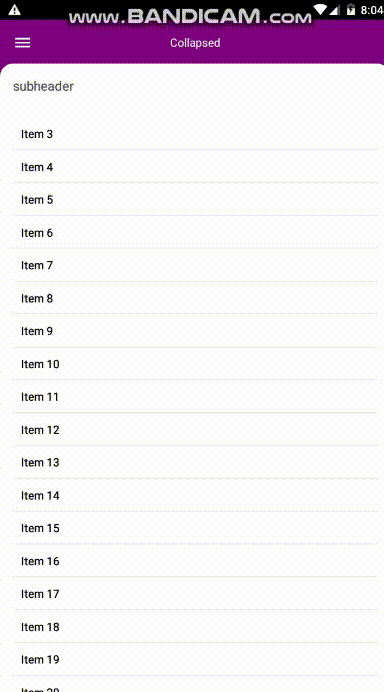 www.BANDICAM.com
8:04
Collapsed
subheader
Item 3
Item 4
Item 5
Item 6
Item 7
Item 8
Item 9
Item 10
Item 11
Item 12
Item 13
Item 14
Item 15
Item 16
Item 17
Item 18
Item 19
Item 20